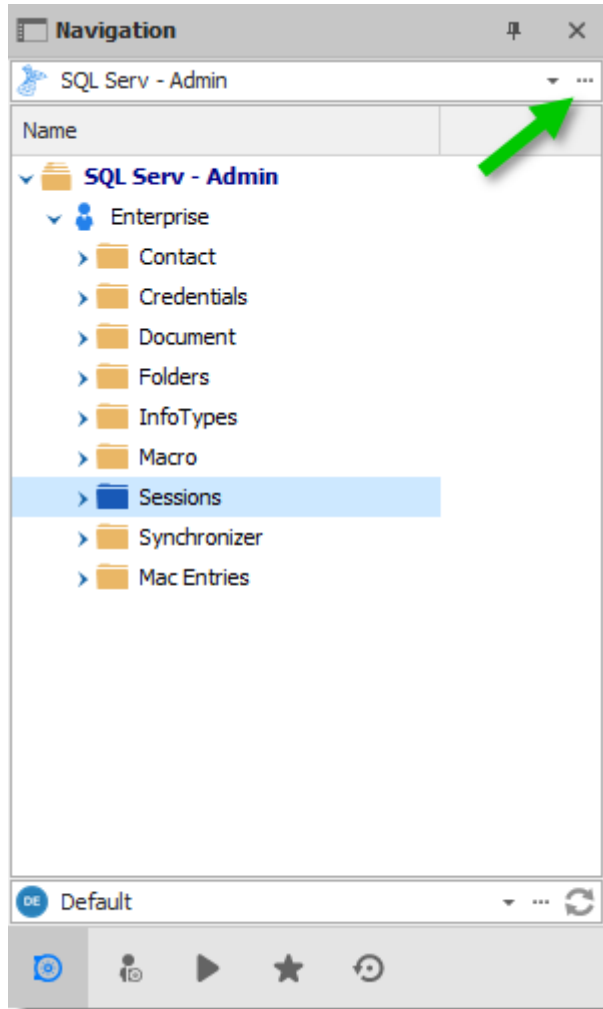 Navigation
SQL Serv - Admin
Name
SQL Serv - Admin
Enterprise
Contact
Credentials
Document
Folders
InfoTypes
Macro
Sessions
Synchronizer
Mac Entries
DE Default